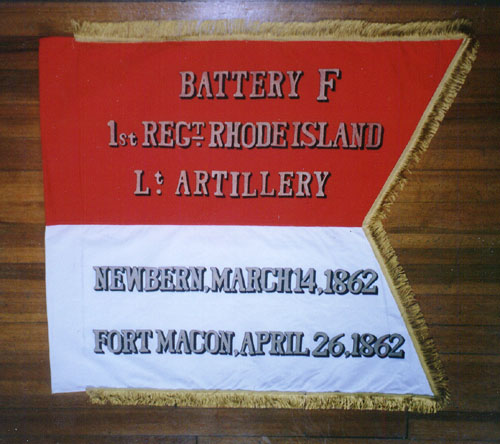 BATTERY F
1st REGT. RHODE ISLAND
Lt. ARTILLERY
NEWBERN, MARCH 14, 1862
FORT MACON, APRIL 26, 1862